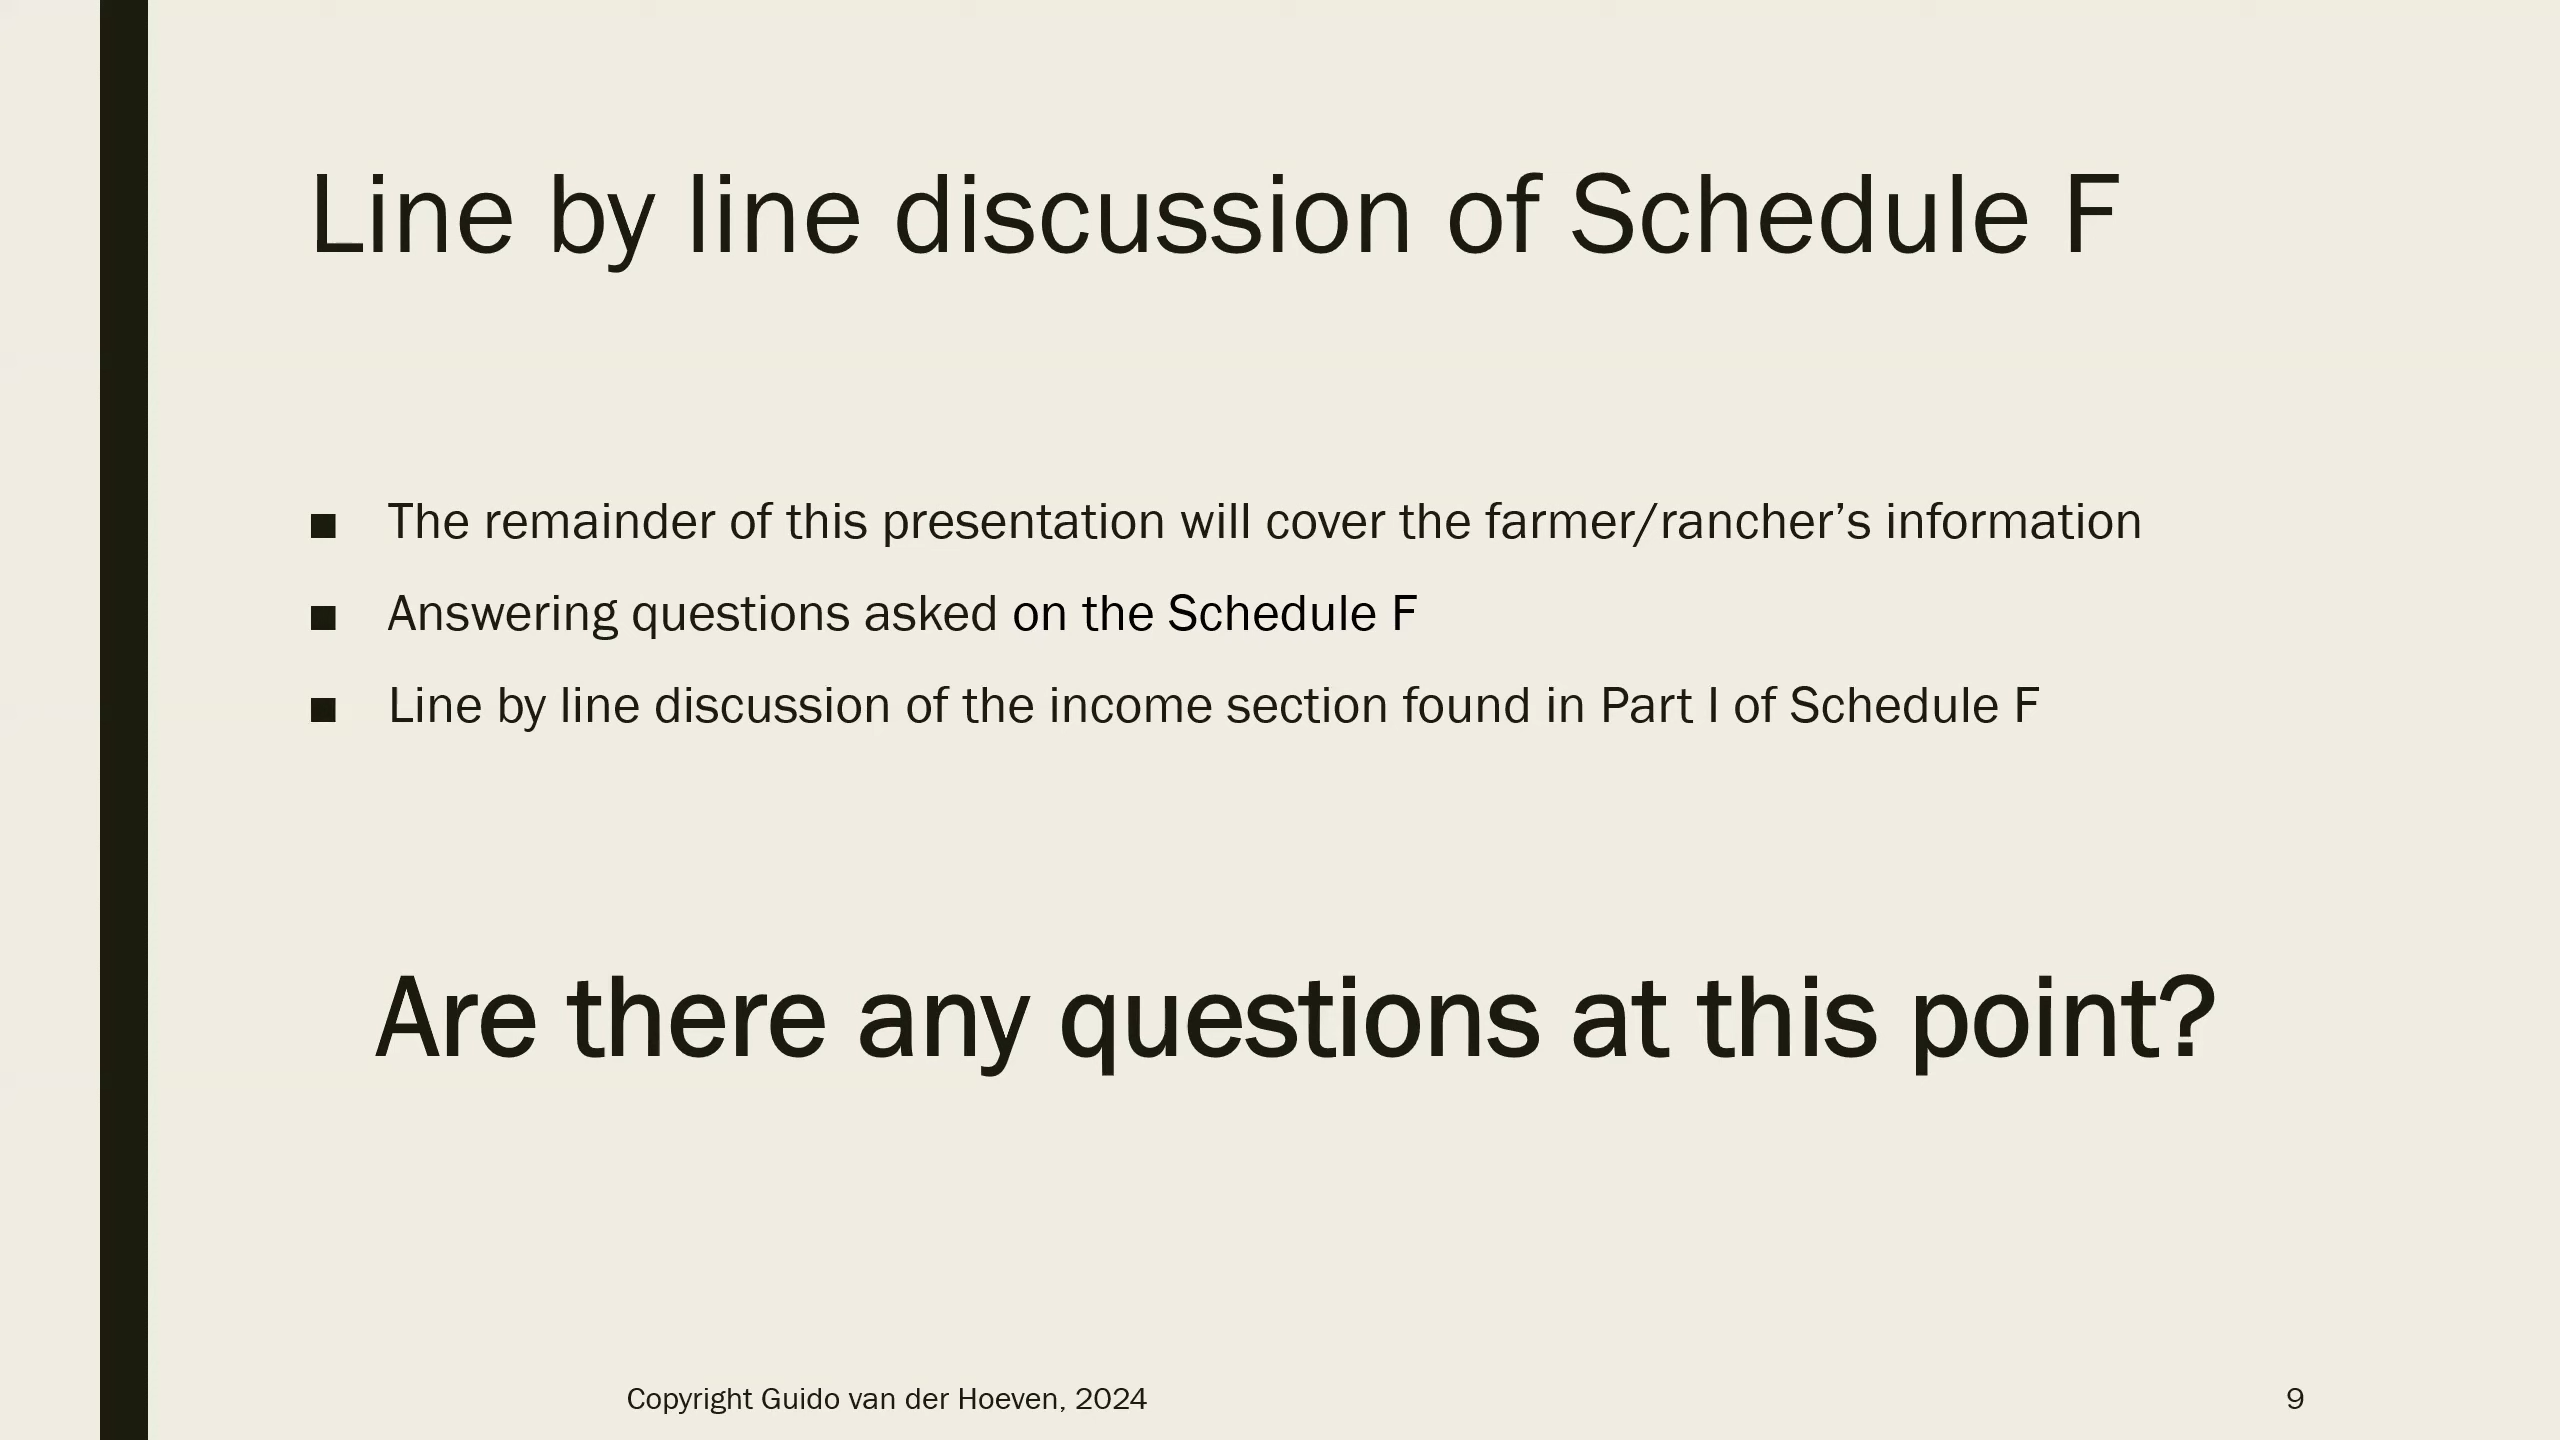 Line by line discussion of Schedule F
■ The remainder of this presentation will cover the farmer/rancher’s information
■ Answering questions asked on the Schedule F
■ Line by line discussion of the income section found in Part I of Schedule F
Are there any questions at this point?
Copyright Guido van der Hoeven, 2024
9